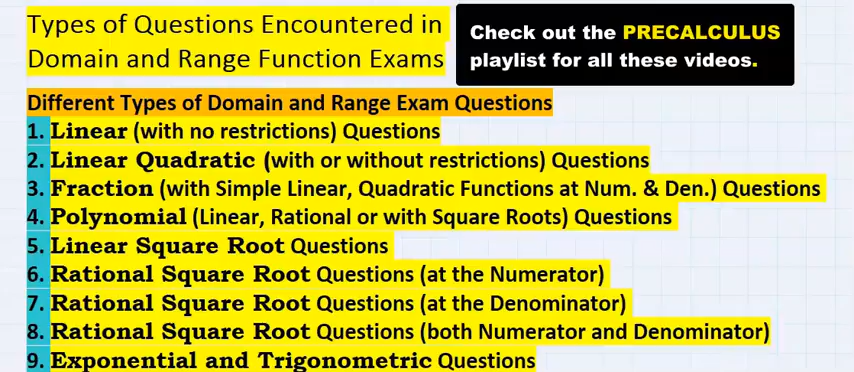 Types of Questions Encountered in
Domain and Range Function Exams
Check out the PRECALCULUS
playlist for all these videos.
Different Types of Domain and Range Exam Questions
1. Linear (with no restrictions) Questions
2. Linear Quadratic (with or without restrictions) Questions
3. Fraction (with Simple Linear, Quadratic Functions at Num. & Den.) Questions
4. Polynomial (Linear, Rational or with Square Roots) Questions
5. Linear Square Root Questions
6. Rational Square Root Questions (at the Numerator)
7. Rational Square Root Questions (at the Denominator)
8. Rational Square Root Questions (both Numerator and Denominator)
9. Exponential and Trigonometric Questions